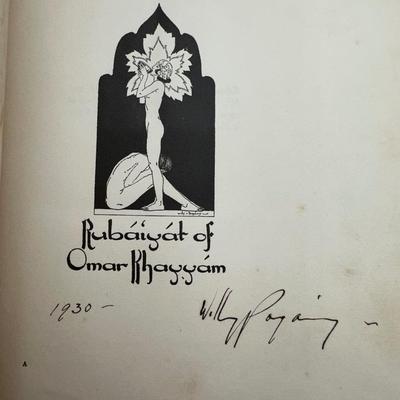 Rubáiyát of
Omar Khayyám
1930 - Willy Pogány -
A